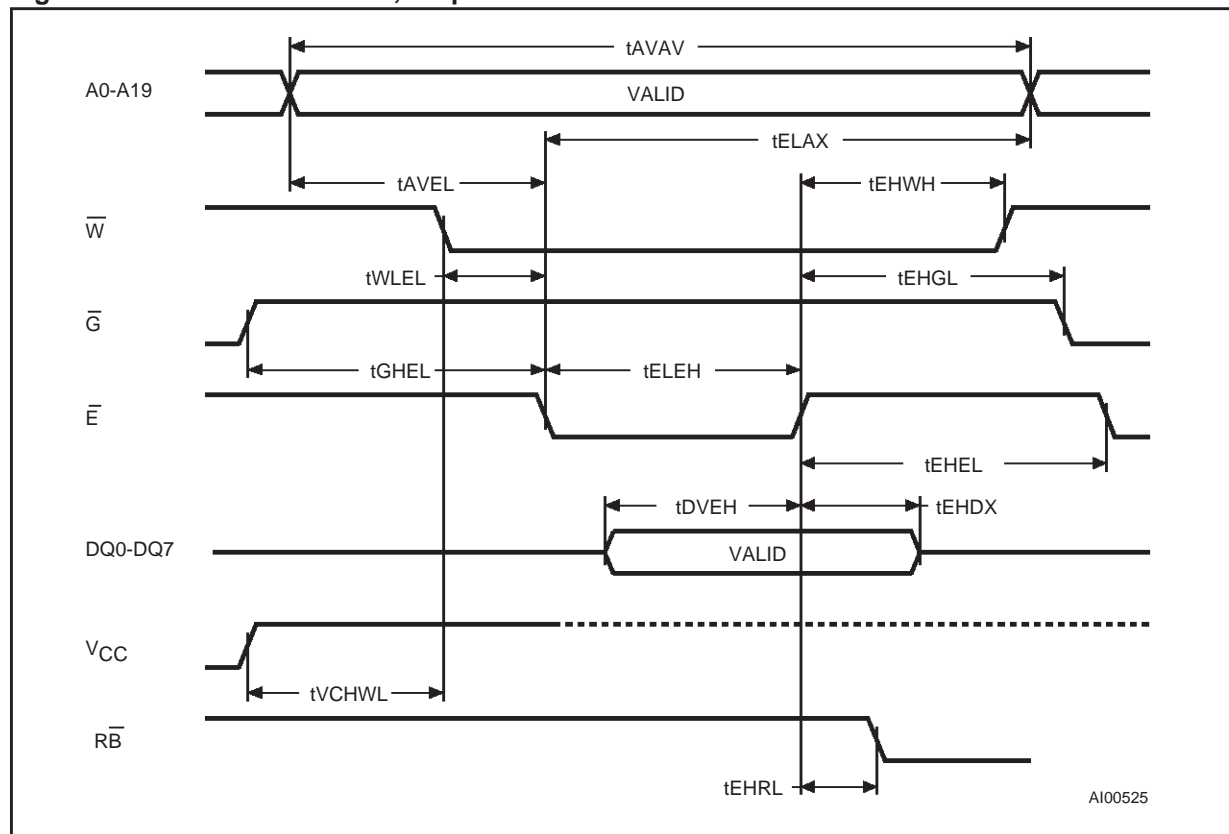 tAVAV
A0-A19
VALID
tELAX
tAVEL
tEHWH
W̅
tWLEL
tEHGL
G̅
tGHEL
tELEH
E̅
tEHEL
tDVEH
tEHDX
DQ0-DQ7
VALID
VCC
tVCHWL
RB̅
tEHRL
AI00525